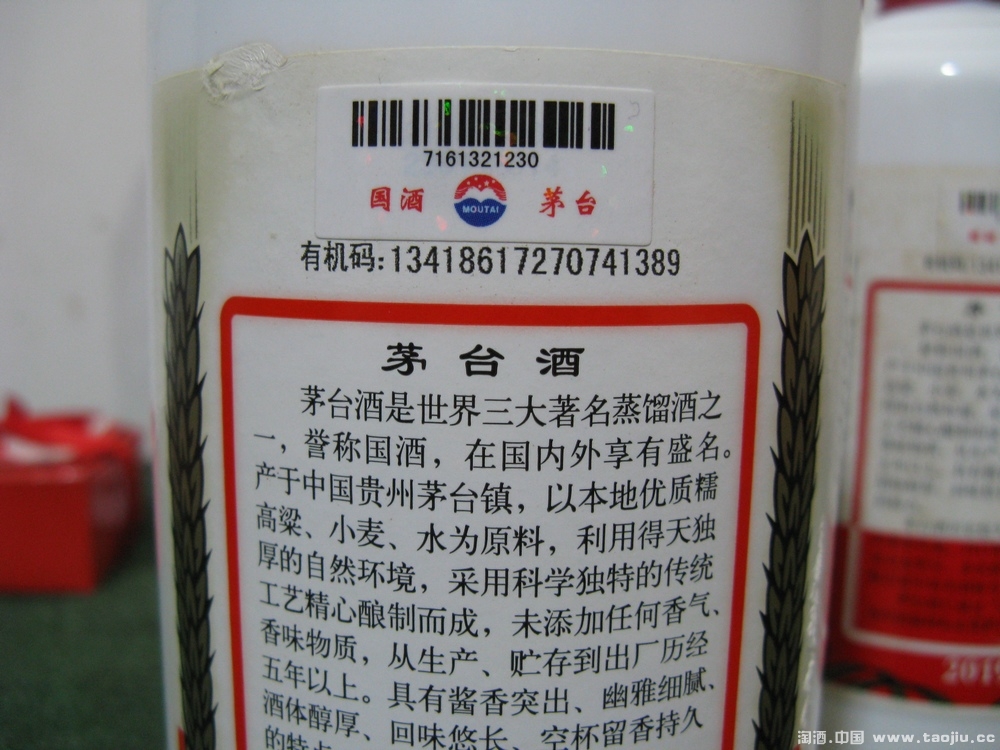 7161321230
国酒 MOUTAI 茅台
有机码:13418617270741389
茅台酒
茅台酒是世界三大著名蒸馏酒之
一，誉称国酒，在国内外享有盛名。
产于中国贵州茅台镇，以本地优质糯
高粱、小麦、水为原料，利用得天独
厚的自然环境，采用科学独特的传统
工艺精心酿制而成，未添加任何香气、
香味物质，从生产、贮存到出厂历经
五年以上。具有酱香突出、幽雅细腻、
酒体醇厚、回味悠长、空杯留香持久
的特点
淘酒.中国 www.taojiu.cc